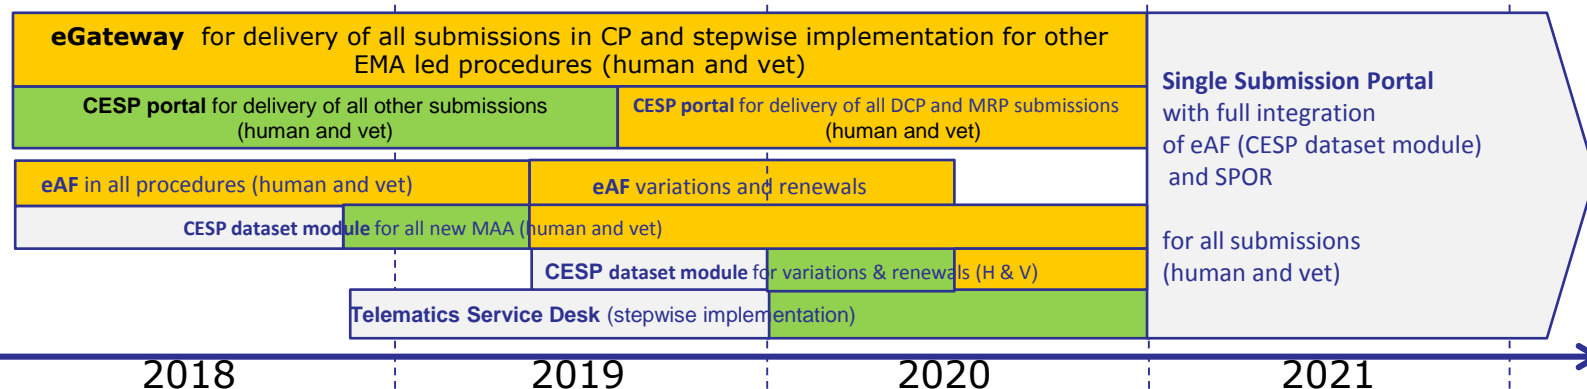 eGateway for delivery of all submissions in CP and stepwise implementation for other
EMA led procedures (human and vet)
CESP portal for delivery of all other submissions
(human and vet)
CESP portal for delivery of all DCP and MRP submissions
(human and vet)
eAF in all procedures (human and vet)
eAF variations and renewals
CESP dataset module for all new MAA (human and vet)
CESP dataset module for variations & renewals (H & V)
Telematics Service Desk (stepwise implementation)
Single Submission Portal
with full integration
of eAF (CESP dataset module)
and SPOR
for all submissions
(human and vet)
2018
2019
2020
2021